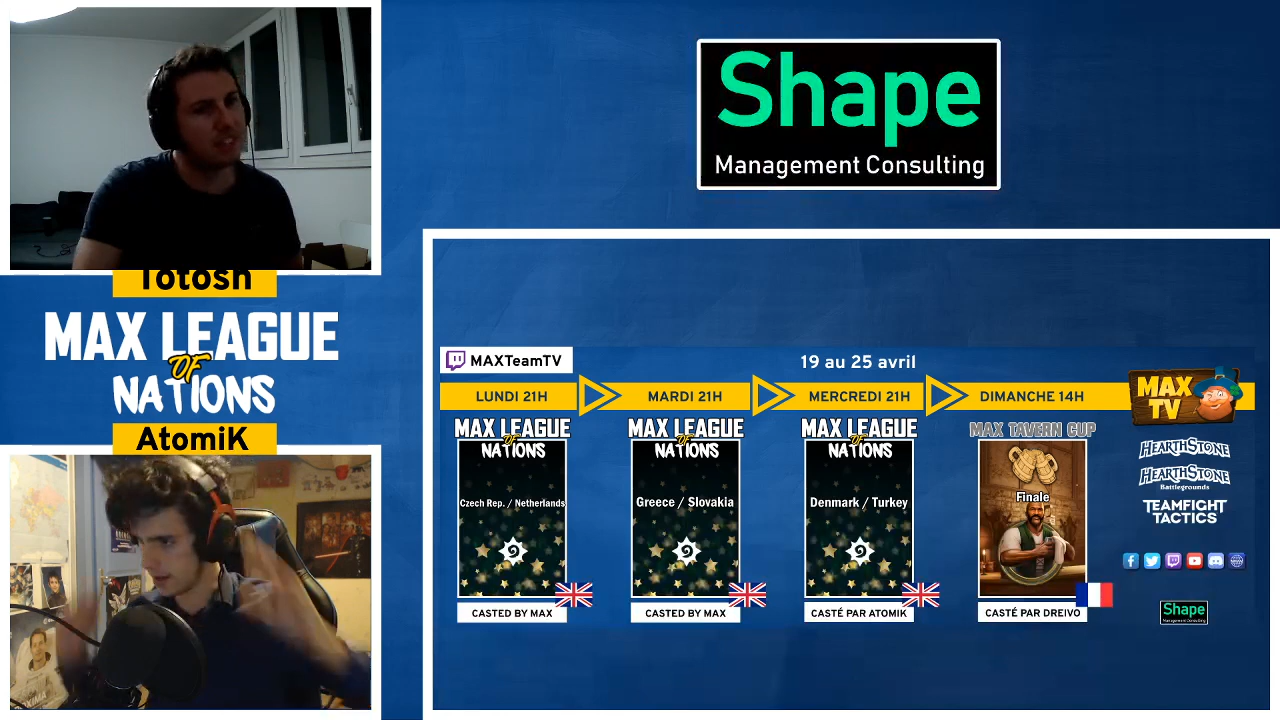 Shape
Management Consulting
Totosh
MAX LEAGUE
OF
NATIONS
AtomiK
MAXTeamTV
19 au 25 avril
LUNDI 21H
MARDI 21H
MERCREDI 21H
DIMANCHE 14H
MAX
TV
MAX LEAGUE
OF
NATIONS
Czech Rep. / Netherlands
CASTED BY MAX
MAX LEAGUE
OF
NATIONS
Greece / Slovakia
CASTED BY MAX
MAX LEAGUE
OF
NATIONS
Denmark / Turkey
CASTÉ PAR ATOMIK
MAX TAVERN CUP
Finale
CASTÉ PAR DREIVO
HEARTHSTONE
HEARTHSTONE
Battlegrounds
TEAMFIGHT
TACTICS
Shape
Management Consulting